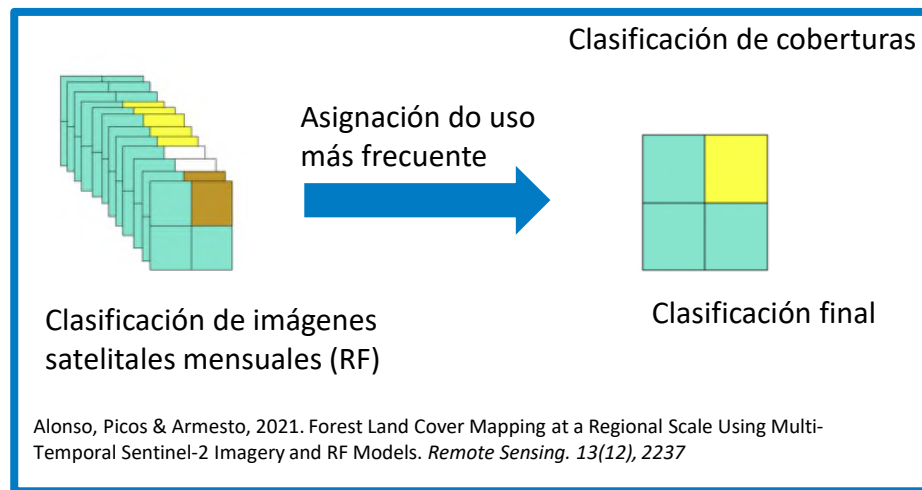 Clasificación de coberturas
Asignación do uso
más frecuente
Clasificación de imágenes
satelitales mensuales (RF)
Clasificación final
Alonso, Picos & Armesto, 2021. Forest Land Cover Mapping at a Regional Scale Using Multi-
Temporal Sentinel-2 Imagery and RF Models. Remote Sensing. 13(12), 2237